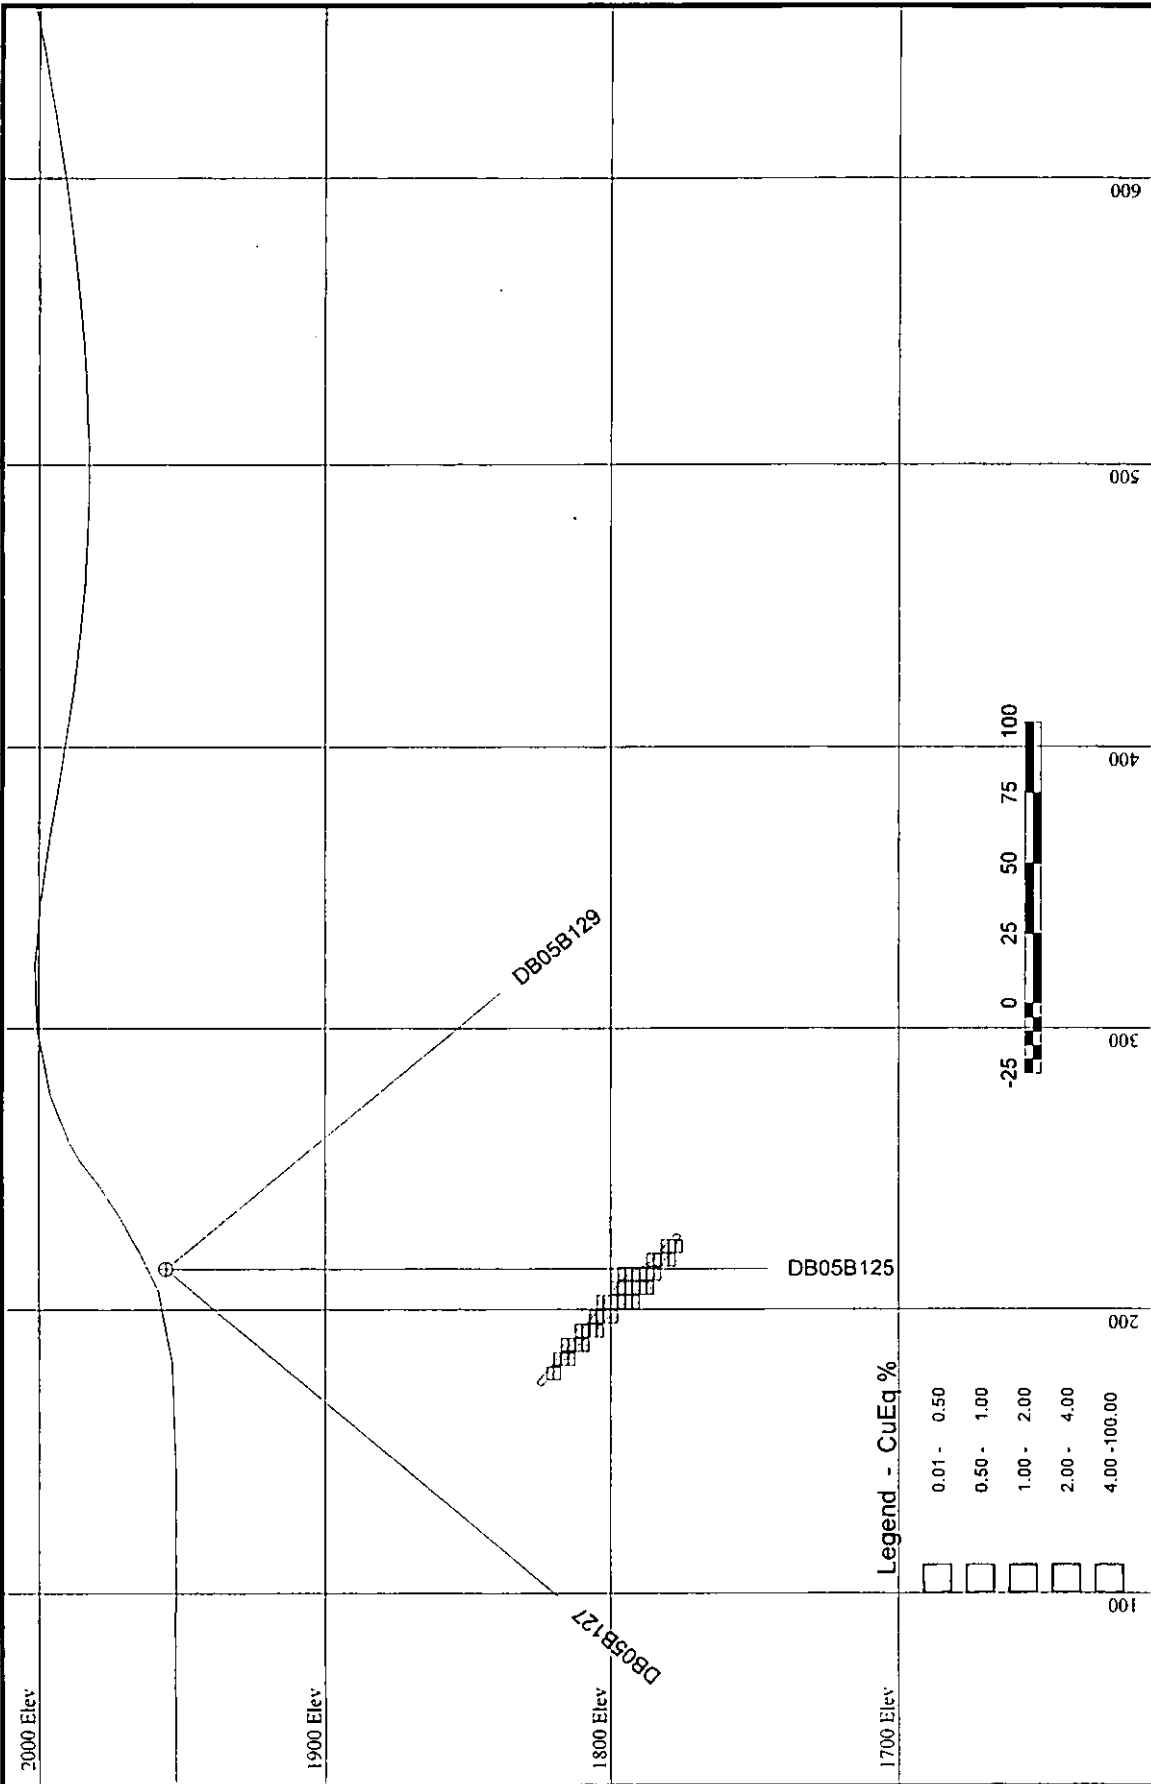 2000 Elev
1900 Elev
1800 Elev
1700 Elev
600
500
400
300
200
100
DB05B129
DB05B125
DB05B127
-25 0 25 50 75 100
Legend - CuEq %
0.01 - 0.50
0.50 - 1.00
1.00 - 2.00
2.00 - 4.00
4.00 -100.00